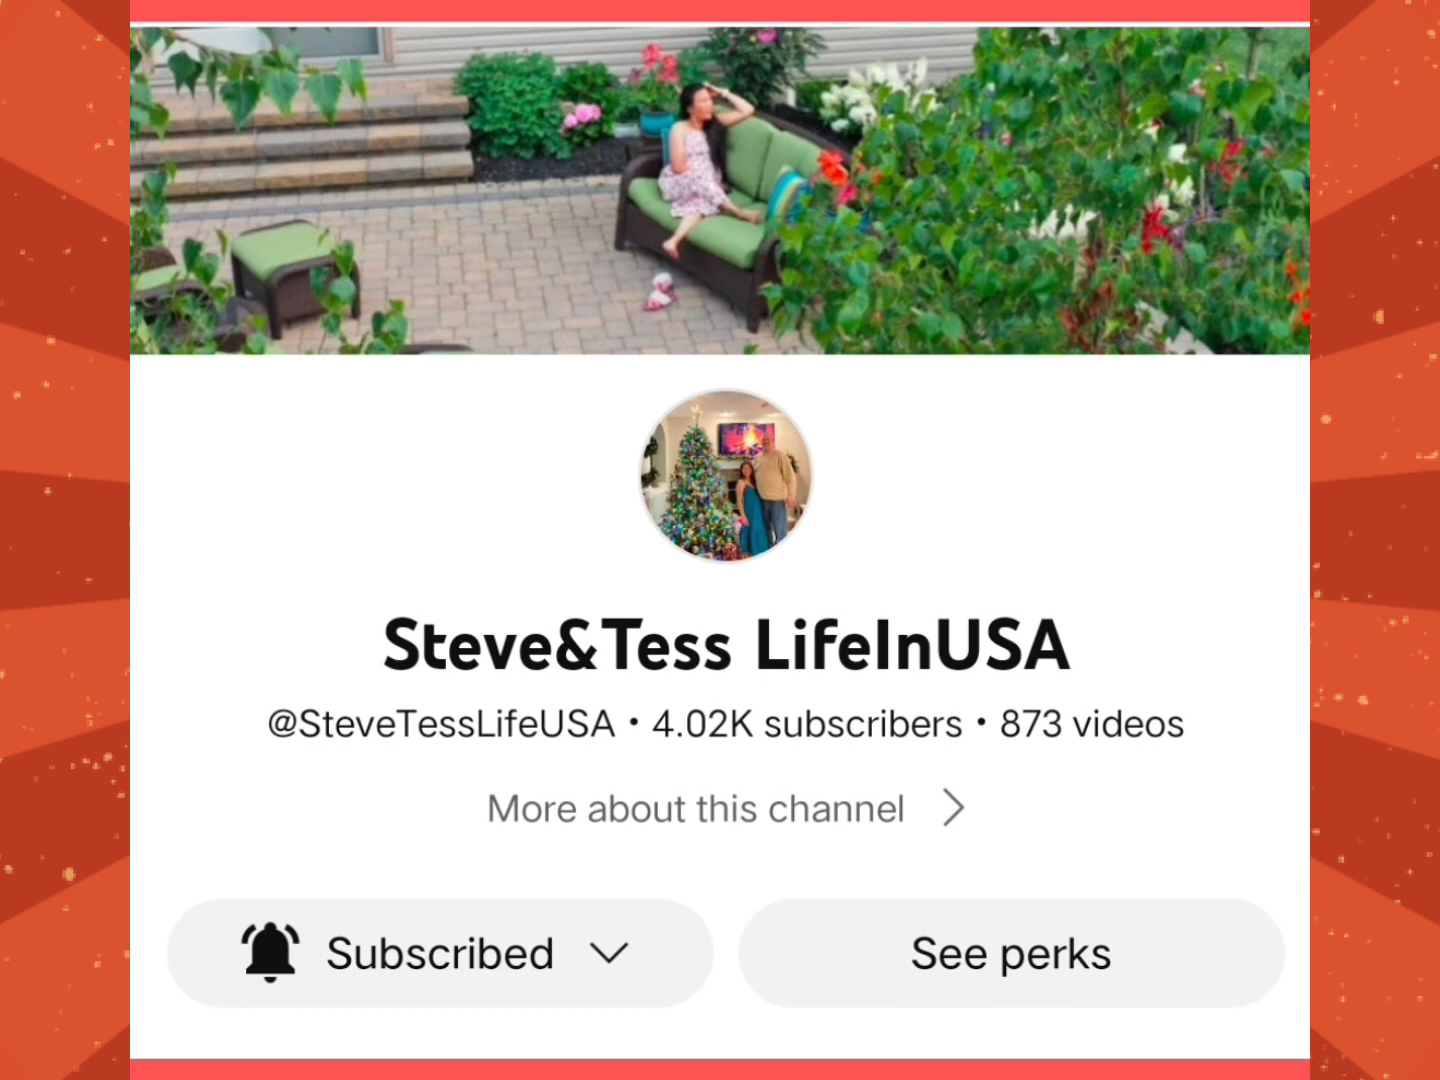 Steve&Tess LifeInUSA
@SteveTessLifeUSA • 4.02K subscribers • 873 videos
More about this channel
Subscribed
See perks